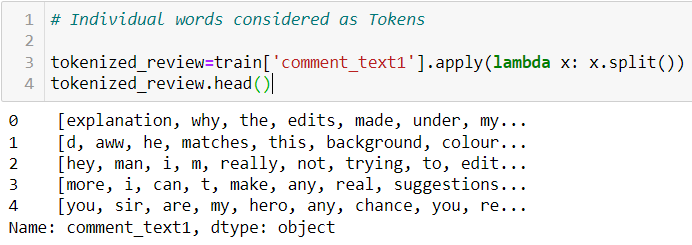 1 # Individual words considered as Tokens
2
3 tokenized_review=train['comment_text1'].apply(lambda x: x.split())
4 tokenized_review.head()
0 [explanation, why, the, edits, made, under, my...
1 [d, aww, he, matches, this, background, colour...
2 [hey, man, i, m, really, not, trying, to, edit...
3 [more, i, can, t, make, any, real, suggestions...
4 [you, sir, are, my, hero, any, chance, you, re...
Name: comment_text1, dtype: object